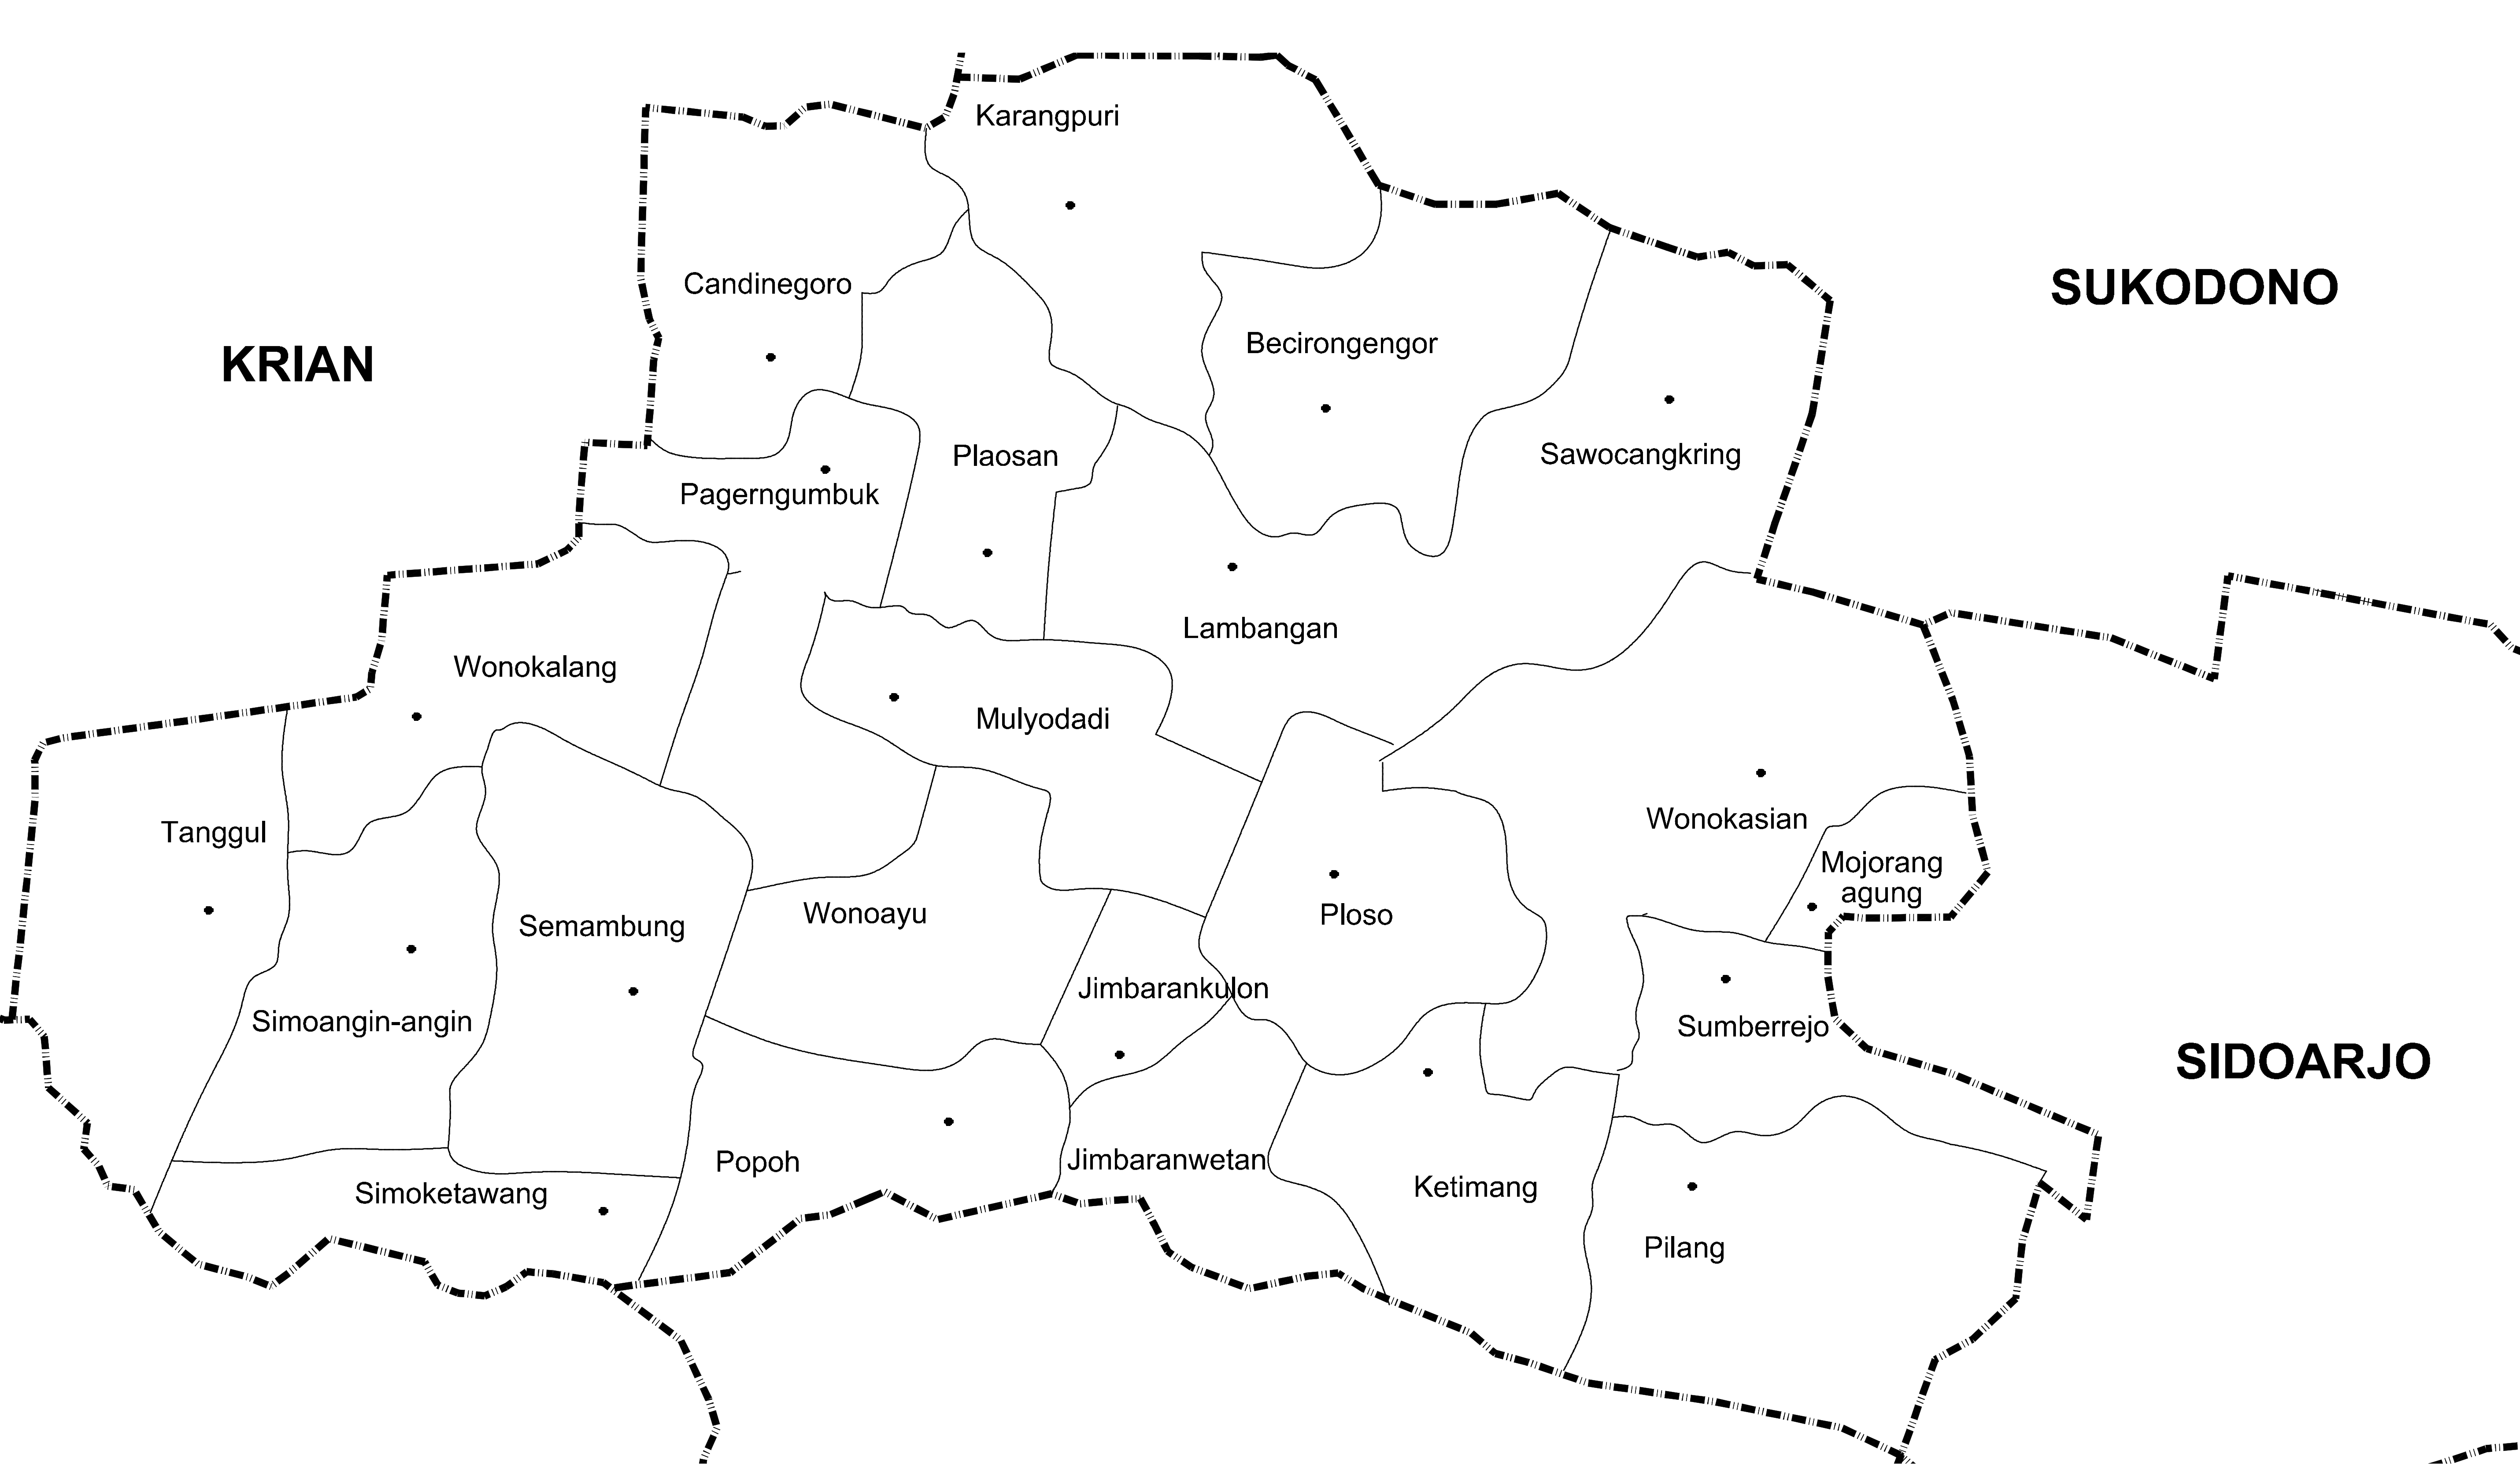 Karangpuri
Candinegoro
SUKODONO
KRIAN
Becirongengor
Plaosan
Sawocangkring
Pagerngumbuk
Lambangan
Wonokalang
Mulyodadi
Wonokasian
Tanggul
Mojorang
agung
Wonoayu
Ploso
Semambung
Jimbarankulon
Simoangin-angin
Sumberrejo
SIDOARJO
Popoh
Jimbaranwetan
Ketimang
Simoketawang
Pilang